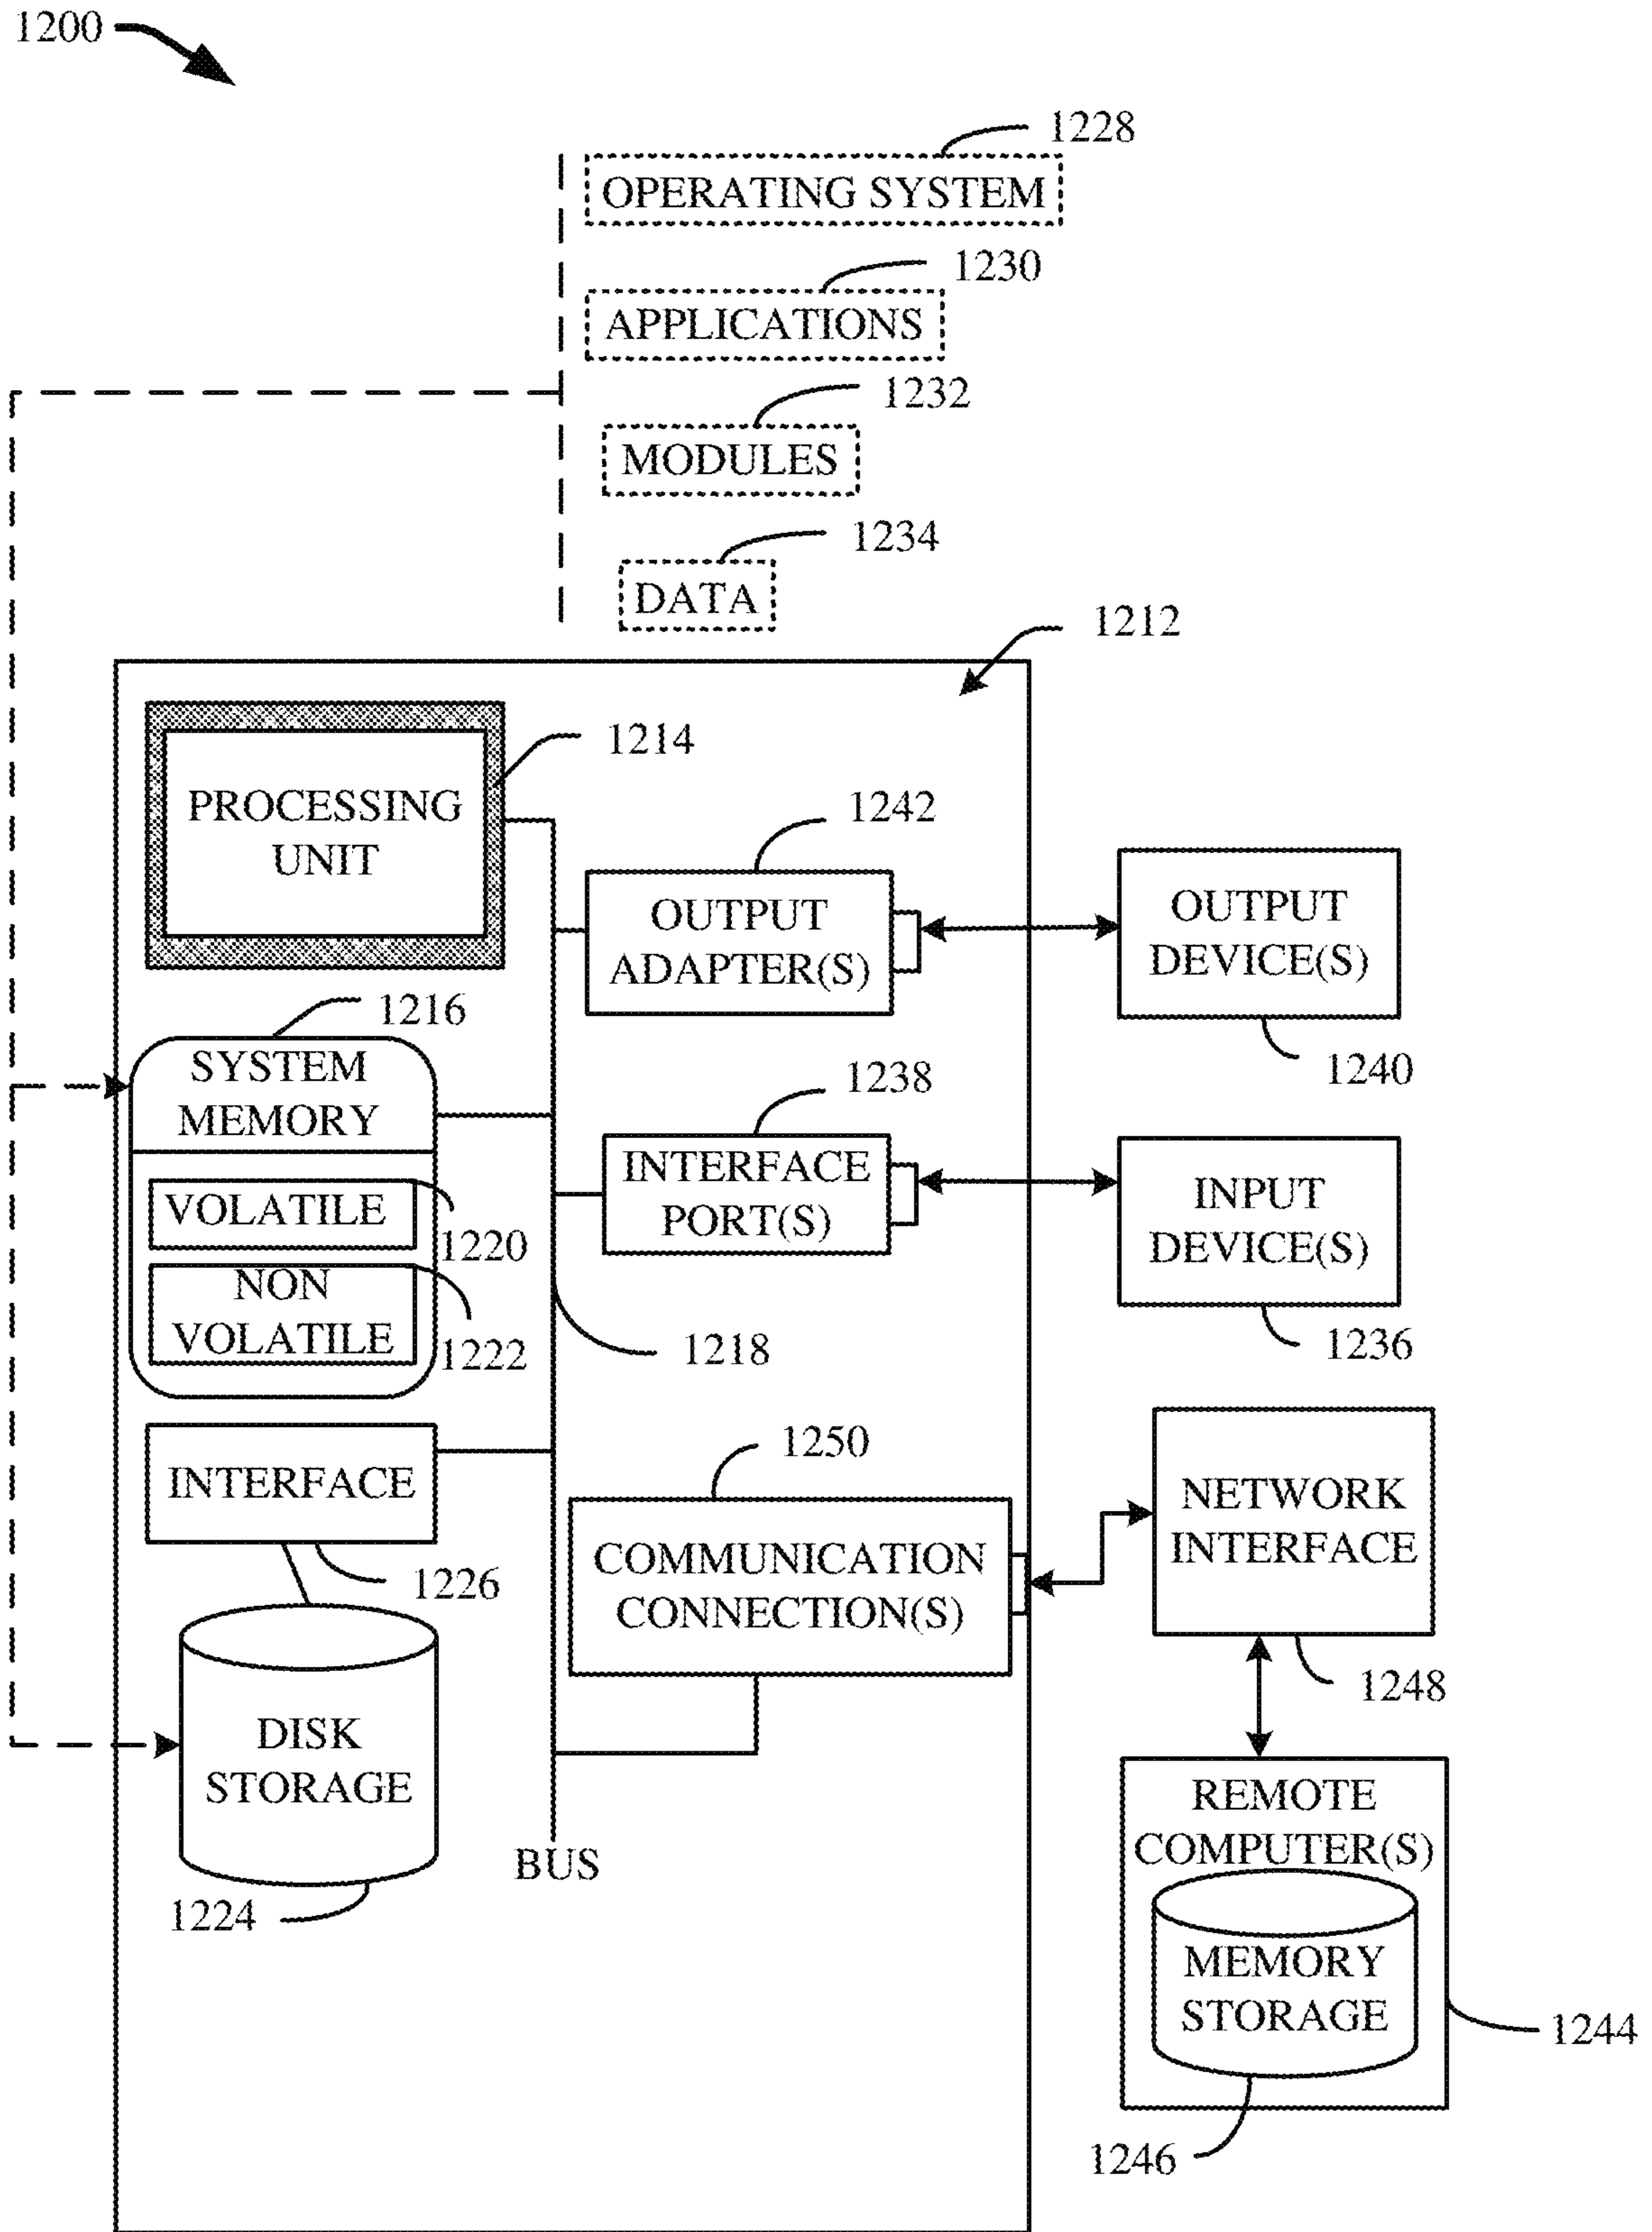 1200
1228
OPERATING SYSTEM
1230
APPLICATIONS
1232
MODULES
1234
DATA
1212
1214
PROCESSING
UNIT
1242
OUTPUT
ADAPTER(S)
OUTPUT
DEVICE(S)
1240
1216
SYSTEM
MEMORY
VOLATILE
1220
NON
VOLATILE
1222
1238
INTERFACE
PORT(S)
INPUT
DEVICE(S)
1236
1218
INTERFACE
1226
1250
COMMUNICATION
CONNECTION(S)
NETWORK
INTERFACE
1248
DISK
STORAGE
1224
BUS
REMOTE
COMPUTER(S)
MEMORY
STORAGE
1244
1246